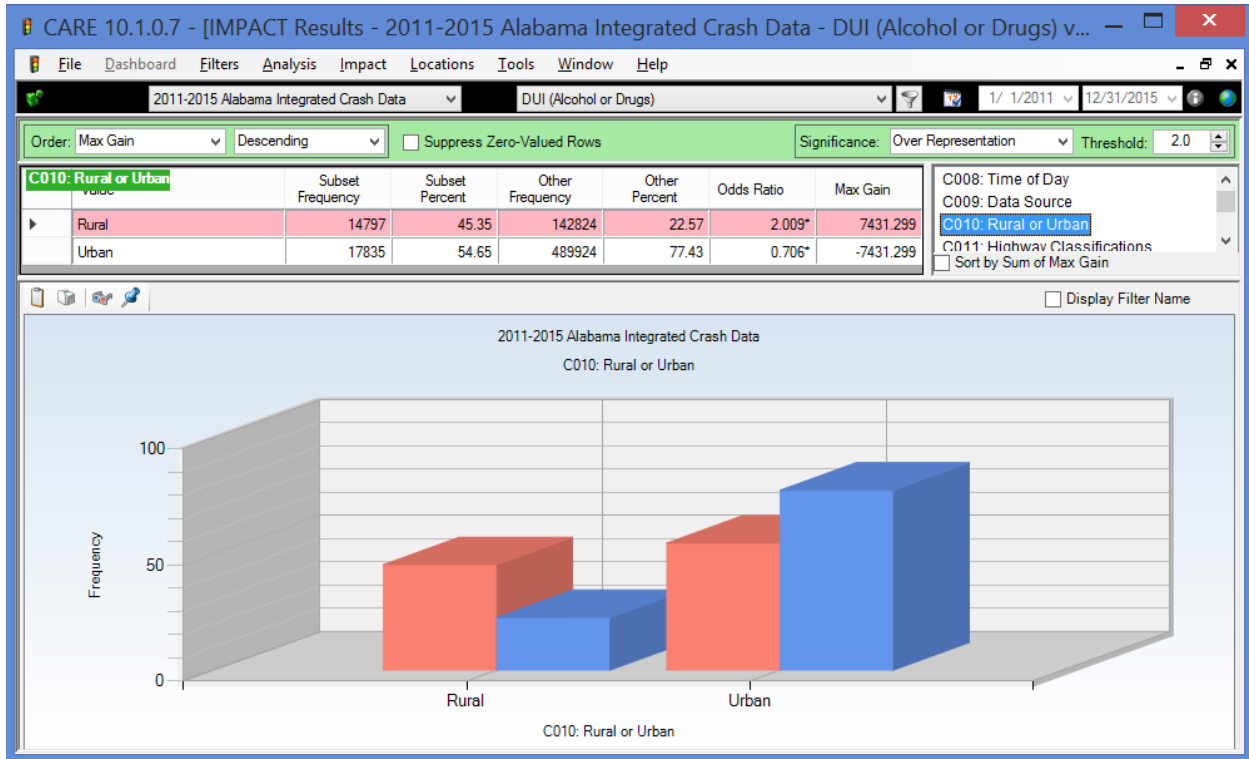 CARE 10.1.0.7 - [IMPACT Results - 2011-2015 Alabama Integrated Crash Data - DUI (Alcohol or Drugs) v...
File Dashboard Filters Analysis Impact Locations Tools Window Help
2011-2015 Alabama Integrated Crash Data DUI (Alcohol or Drugs) 1/ 1/2011 12/31/2015
Order: Max Gain Descending Suppress Zero-Valued Rows Significance: Over Representation Threshold: 2.0
C010: Rural or Urban
Subset Frequency Subset Percent Other Frequency Other Percent Odds Ratio Max Gain
Rural 14797 45.35 142824 22.57 2.009* 7431.299
Urban 17835 54.65 489924 77.43 0.706* -7431.299
C008: Time of Day
C009: Data Source
C010: Rural or Urban
C011: Highway Classifications
Sort by Sum of Max Gain
Display Filter Name
2011-2015 Alabama Integrated Crash Data
C010: Rural or Urban
Frequency
100
50
0
Rural Urban
C010: Rural or Urban